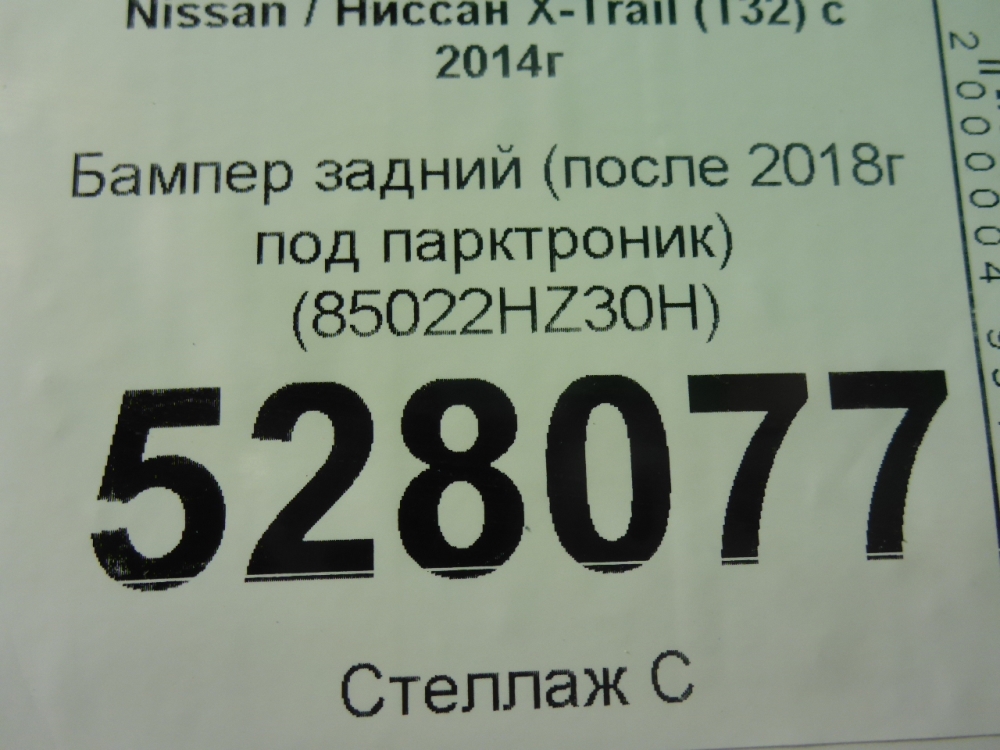 Nissan / Ниссан X-Trail (T32) с
2014г
Бампер задний (после 2018г
под парктроник)
(85022HZ30H)
528077
Стеллаж С